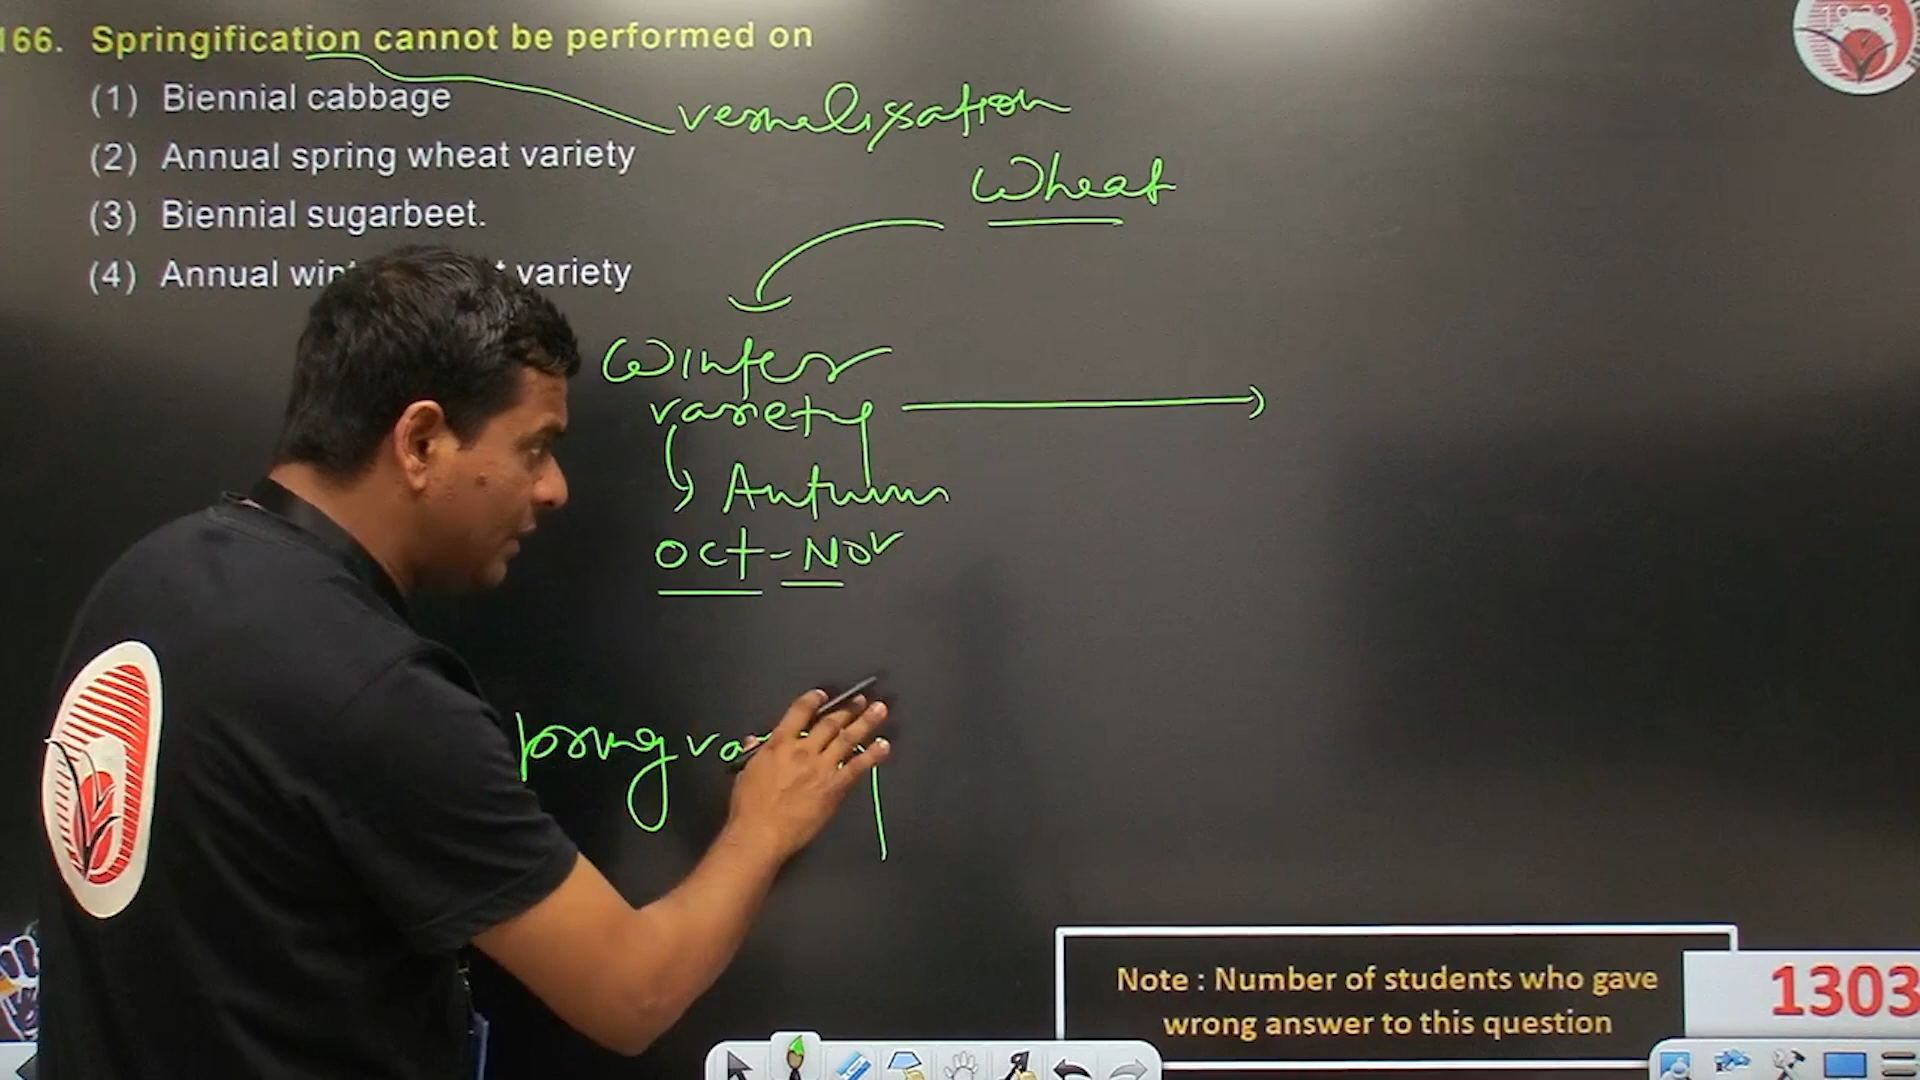 166. Springification cannot be performed on
(1) Biennial cabbage
(2) Annual spring wheat variety
(3) Biennial sugarbeet.
(4) Annual variety
vernalixation
Wheat
Winter
variety
Autumn
Oct-Nov
Note : Number of students who gave
wrong answer to this question
1303